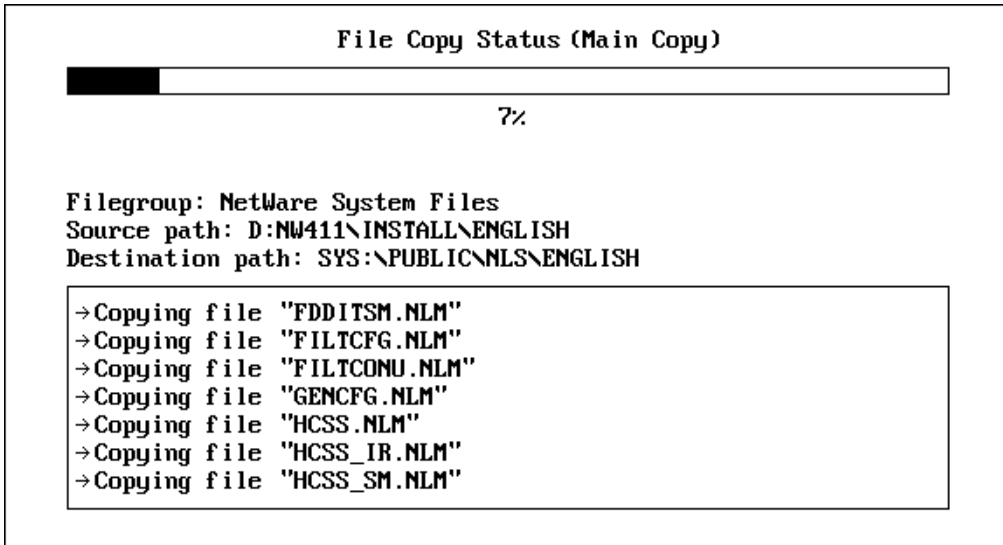 File Copy Status (Main Copy)
7%
Filegroup: NetWare System Files
Source path: D:NW411\INSTALL\ENGLISH
Destination path: SYS:\PUBLIC\NLS\ENGLISH
→Copying file "FDDITSM.NLM"
→Copying file "FILTCFG.NLM"
→Copying file "FILTCONU.NLM"
→Copying file "GENCFG.NLM"
→Copying file "HCSS.NLM"
→Copying file "HCSS_IR.NLM"
→Copying file "HCSS_SM.NLM"